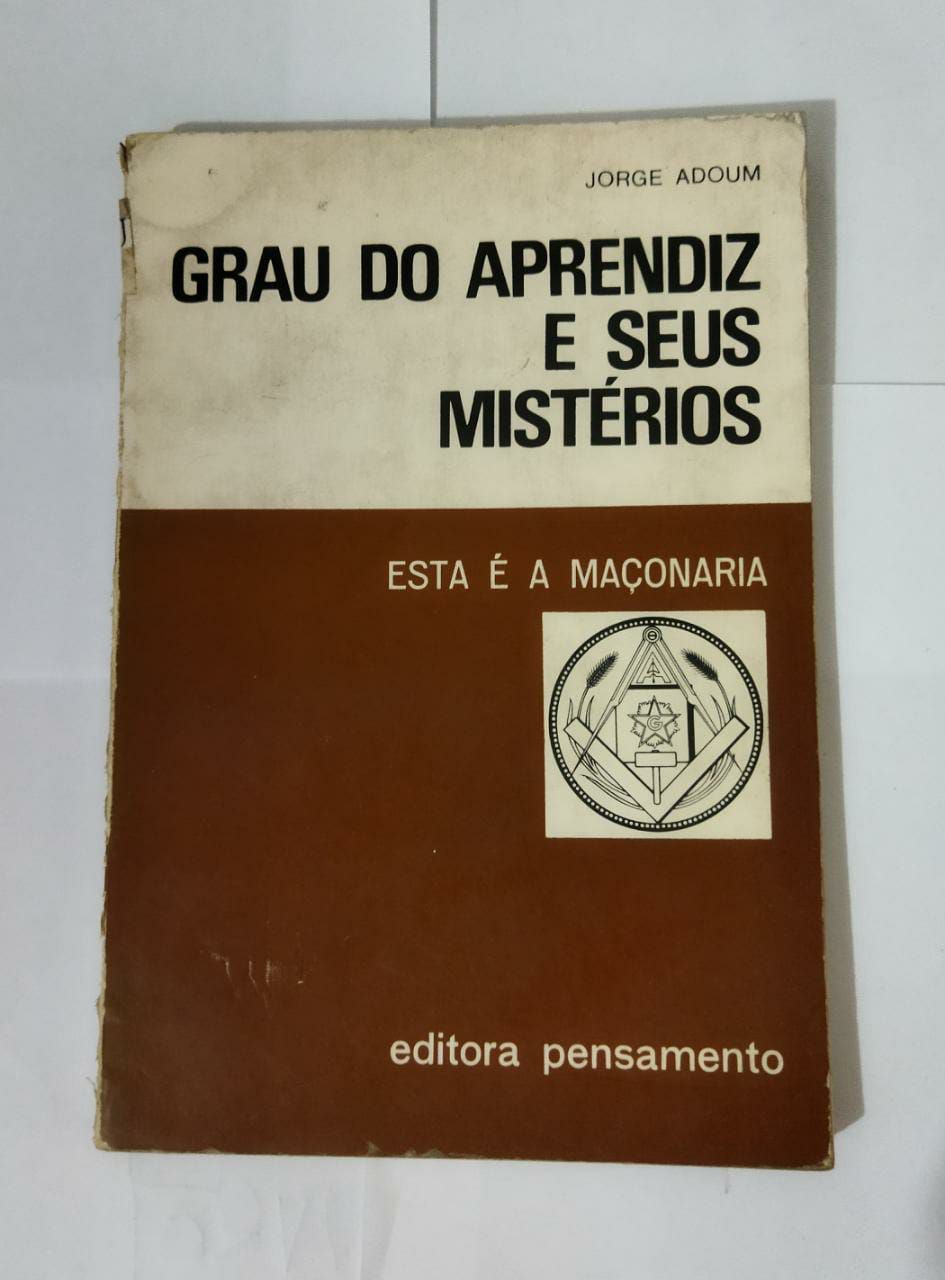 JORGE ADOUM
GRAU DO APRENDIZ
E SEUS
MISTÉRIOS
ESTA É A MAÇONARIA
G
editora pensamento